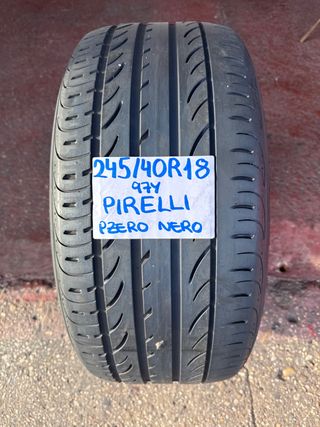 245/40R18
97Y
PIRELLI
PZERO NERO